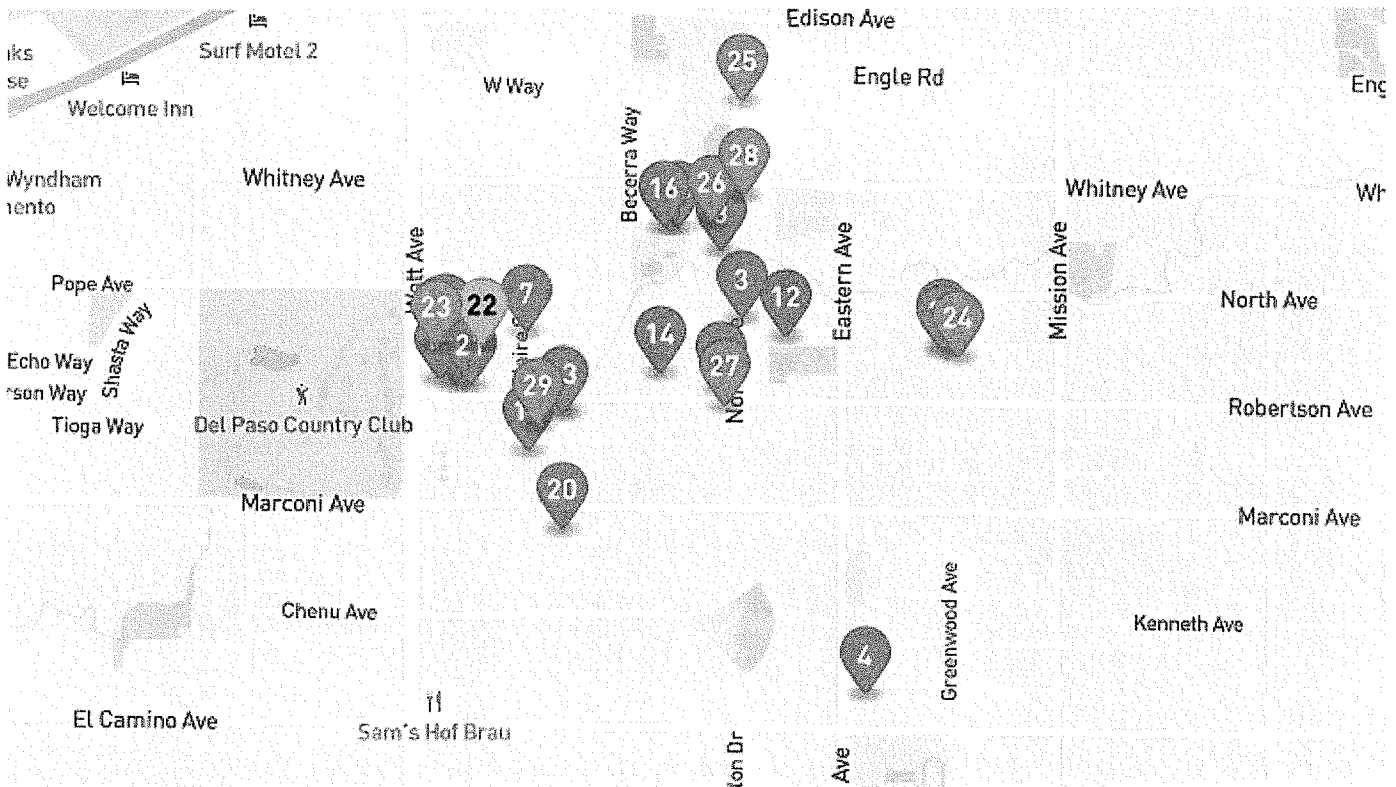 Edison Ave
Surf Motel 2
Welcome Inn
W Way
25
Engle Rd
Becerra Way
28
Whitney Ave
16
26
Whitney Ave
Wyndham
Pope Ave
Watt Ave
3
12
Eastern Ave
Mission Ave
North Ave
23
22
7
24
Shasta Way
Echo Way
21
14
27
29
Tioga Way
Del Paso Country Club
Robertson Ave
20
Marconi Ave
Marconi Ave
Chenu Ave
Greenwood Ave
Kenneth Ave
4
El Camino Ave
Sam's Hof Brau
Ave